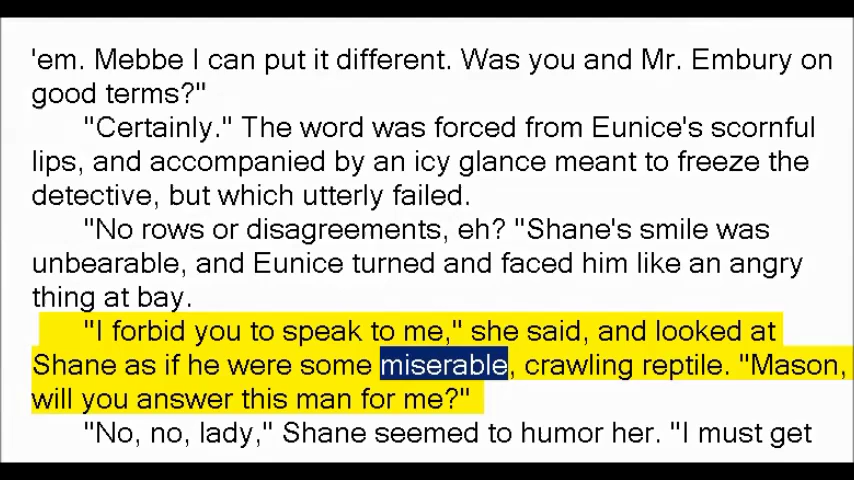 'em. Mebbe I can put it different. Was you and Mr. Embury on
good terms?"
"Certainly." The word was forced from Eunice's scornful
lips, and accompanied by an icy glance meant to freeze the
detective, but which utterly failed.
"No rows or disagreements, eh? "Shane's smile was
unbearable, and Eunice turned and faced him like an angry
thing at bay.
"I forbid you to speak to me," she said, and looked at
Shane as if he were some miserable, crawling reptile. "Mason,
will you answer this man for me?"
"No, no, lady," Shane seemed to humor her. "I must get